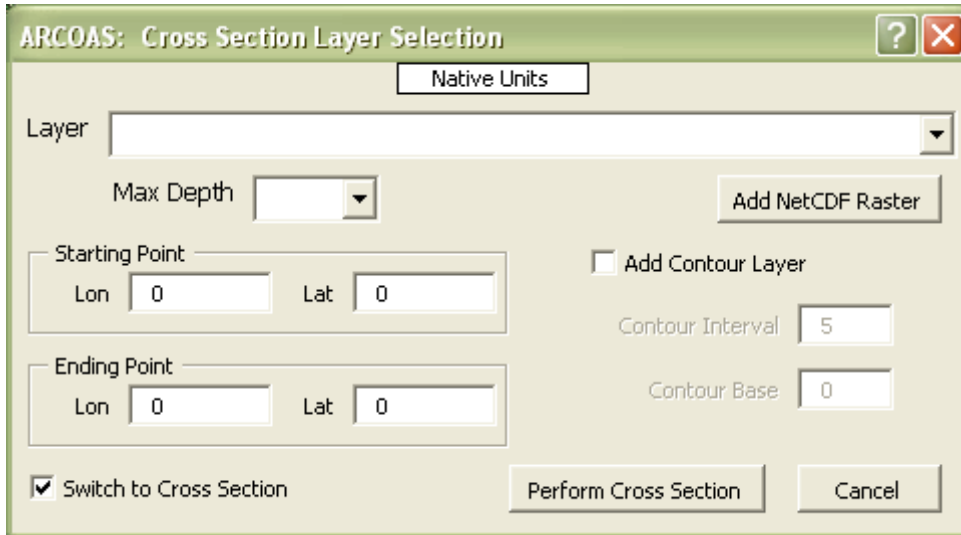 ARCOAS: Cross Section Layer Selection
Native Units
Layer
Max Depth
Add NetCDF Raster
Starting Point
Lon 0 Lat 0
Add Contour Layer
Contour Interval 5
Ending Point
Lon 0 Lat 0
Contour Base 0
Switch to Cross Section
Perform Cross Section
Cancel